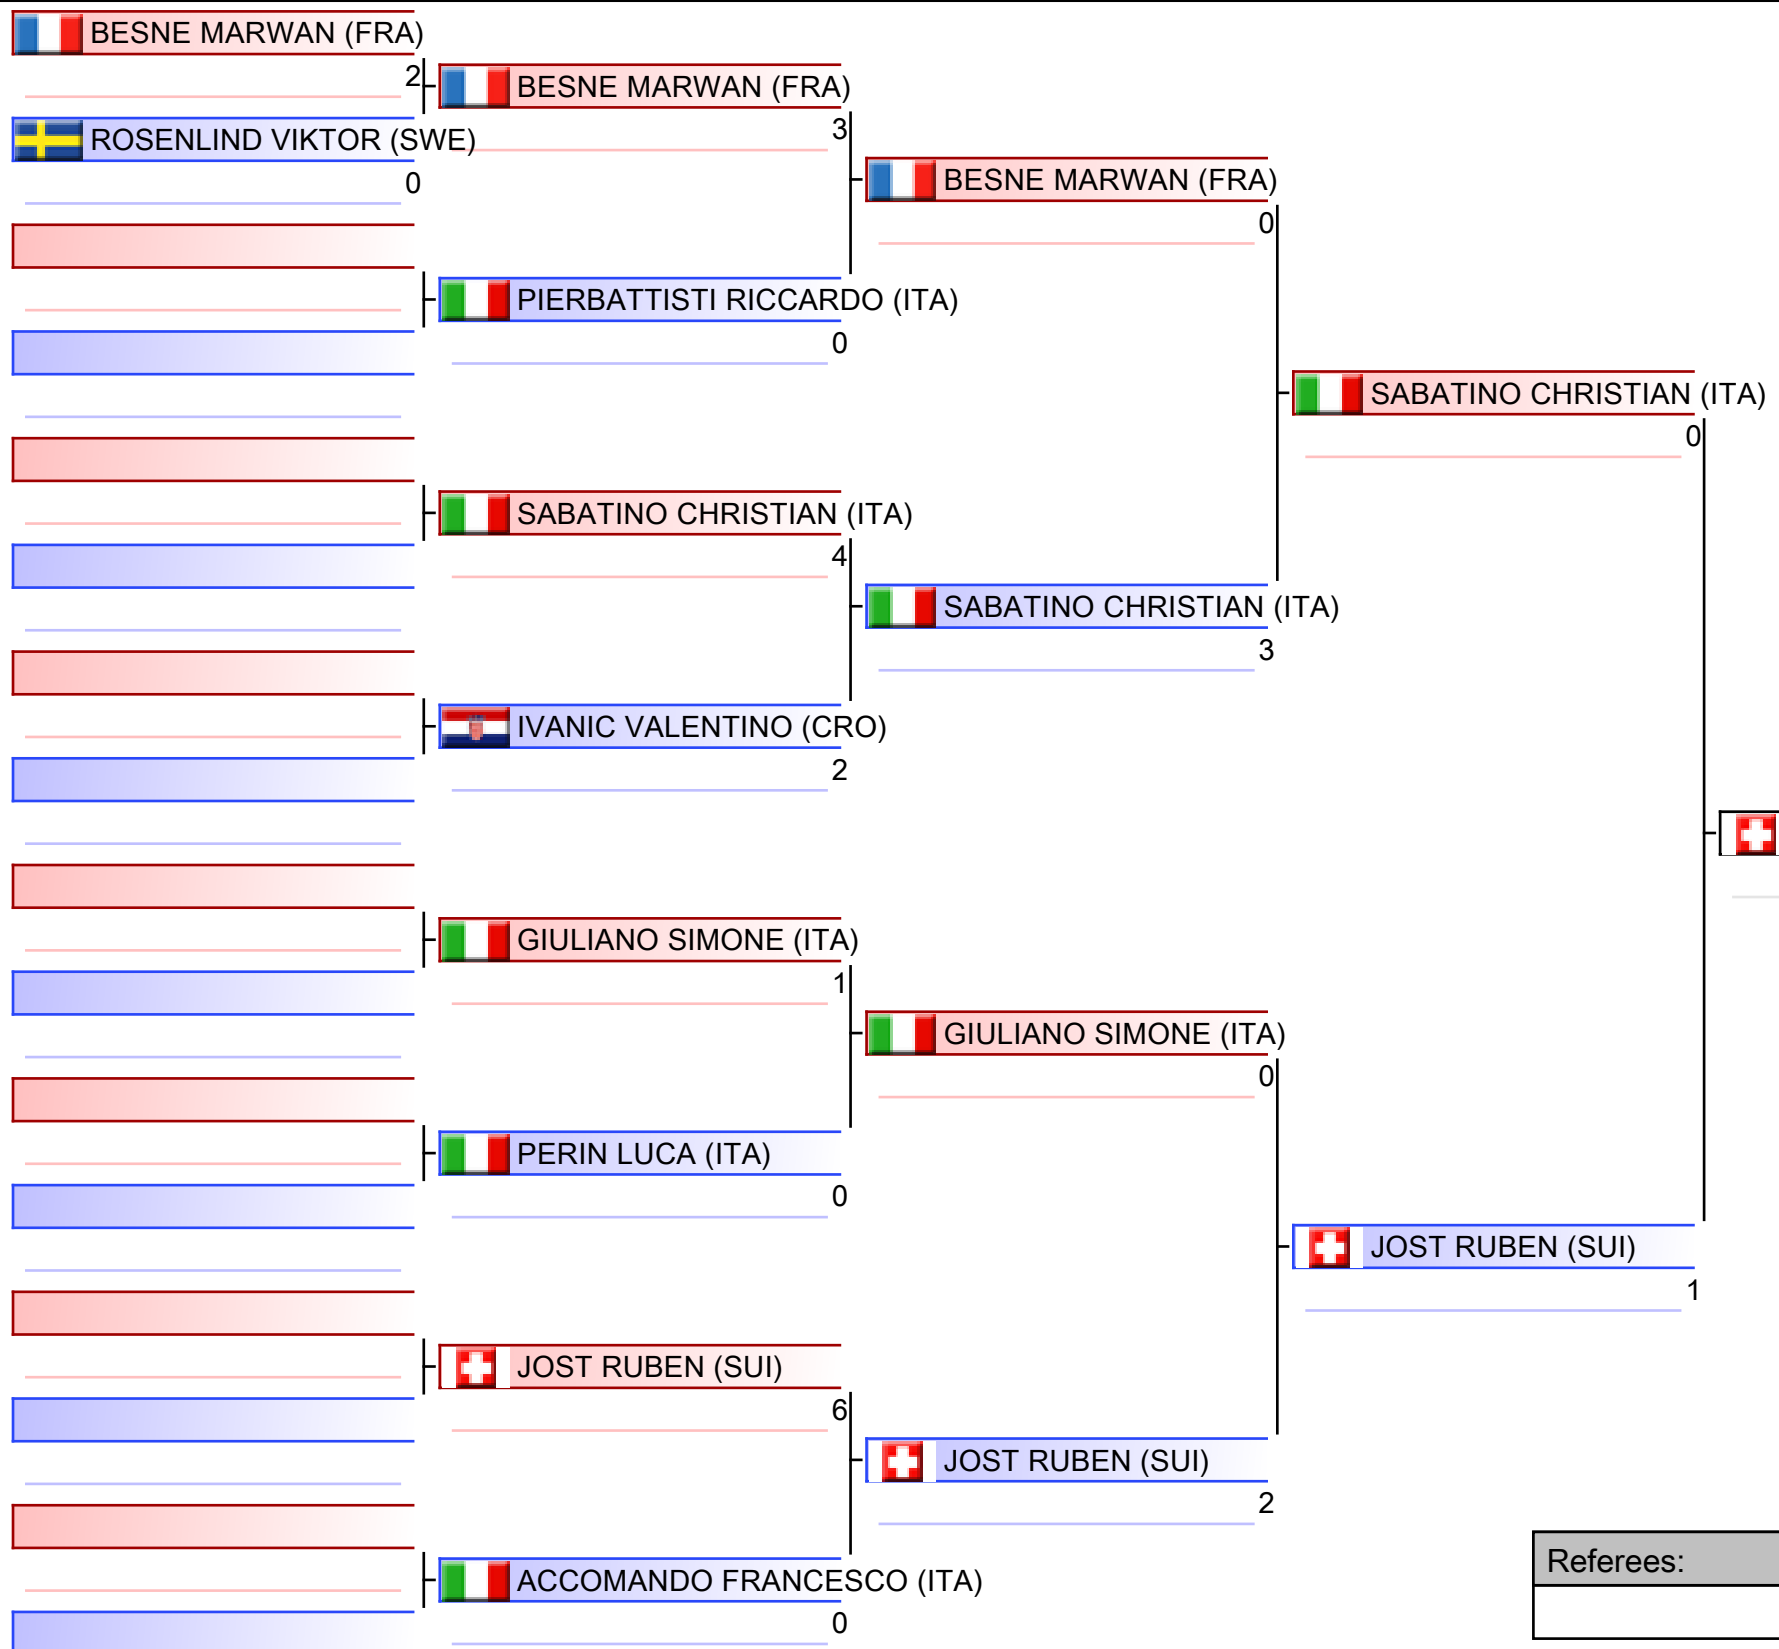 BESNE MARWAN (FRA)
2
ROSENLIND VIKTOR (SWE)
0
BESNE MARWAN (FRA)
3
PIERBATTISTI RICCARDO (ITA)
0
SABATINO CHRISTIAN (ITA)
4
IVANIC VALENTINO (CRO)
2
GIULIANO SIMONE (ITA)
1
PERIN LUCA (ITA)
0
JOST RUBEN (SUI)
6
ACCOMANDO FRANCESCO (ITA)
0
BESNE MARWAN (FRA)
0
SABATINO CHRISTIAN (ITA)
3
GIULIANO SIMONE (ITA)
0
JOST RUBEN (SUI)
2
SABATINO CHRISTIAN (ITA)
0
JOST RUBEN (SUI)
1
Referees: